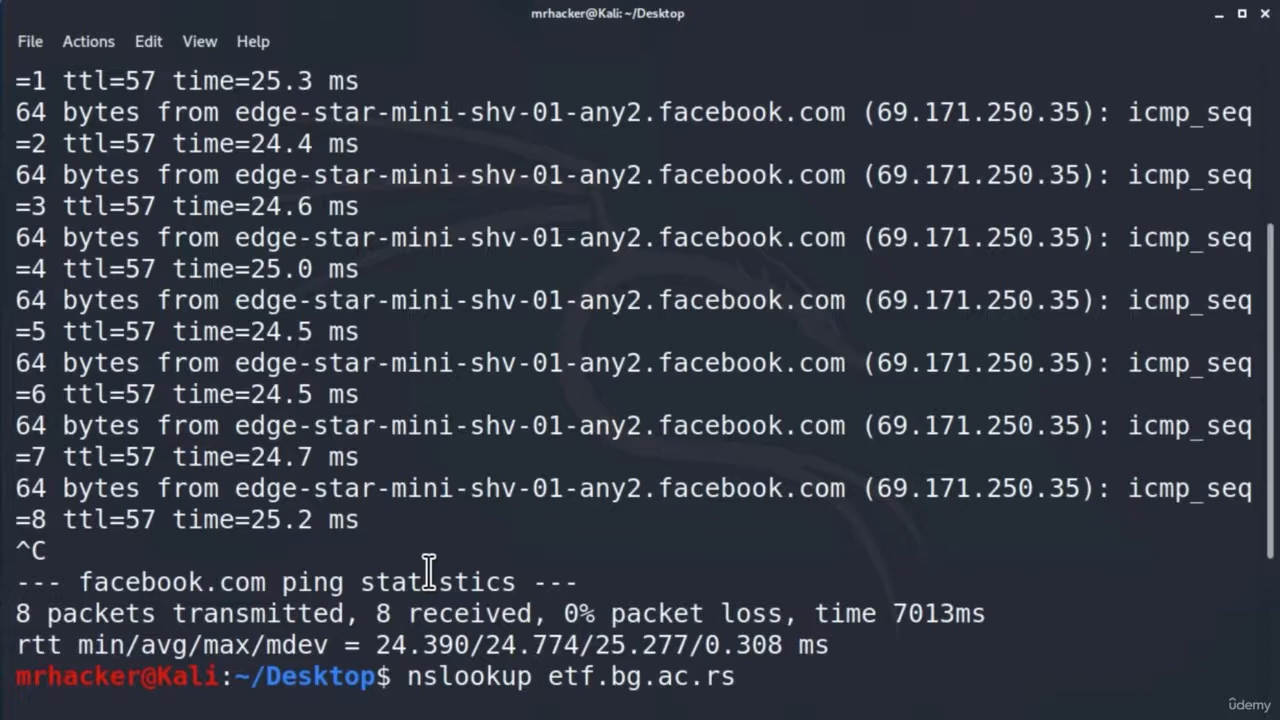 mrhacker@Kali: ~/Desktop
File Actions Edit View Help
=1 ttl=57 time=25.3 ms
64 bytes from edge-star-mini-shv-01-any2.facebook.com (69.171.250.35): icmp_seq
=2 ttl=57 time=24.4 ms
64 bytes from edge-star-mini-shv-01-any2.facebook.com (69.171.250.35): icmp_seq
=3 ttl=57 time=24.6 ms
64 bytes from edge-star-mini-shv-01-any2.facebook.com (69.171.250.35): icmp_seq
=4 ttl=57 time=25.0 ms
64 bytes from edge-star-mini-shv-01-any2.facebook.com (69.171.250.35): icmp_seq
=5 ttl=57 time=24.5 ms
64 bytes from edge-star-mini-shv-01-any2.facebook.com (69.171.250.35): icmp_seq
=6 ttl=57 time=24.5 ms
64 bytes from edge-star-mini-shv-01-any2.facebook.com (69.171.250.35): icmp_seq
=7 ttl=57 time=24.7 ms
64 bytes from edge-star-mini-shv-01-any2.facebook.com (69.171.250.35): icmp_seq
=8 ttl=57 time=25.2 ms
^C
--- facebook.com ping statistics ---
8 packets transmitted, 8 received, 0% packet loss, time 7013ms
rtt min/avg/max/mdev = 24.390/24.774/25.277/0.308 ms
mrhacker@Kali:~/Desktop$ nslookup etf.bg.ac.rs
ûdemy